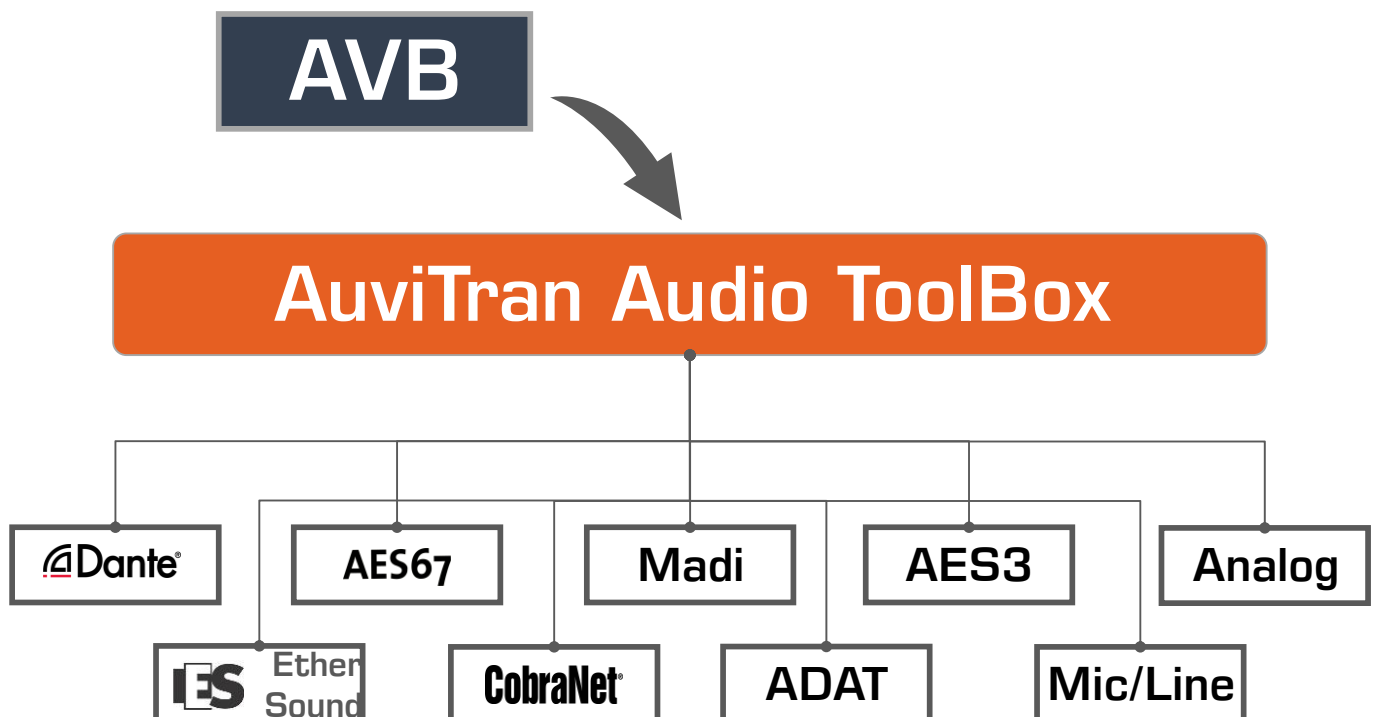 AVB
AuviTran Audio ToolBox
Dante®
AES67
Madi
AES3
Analog
ES Ether
Sound
CobraNet®
ADAT
Mic/Line